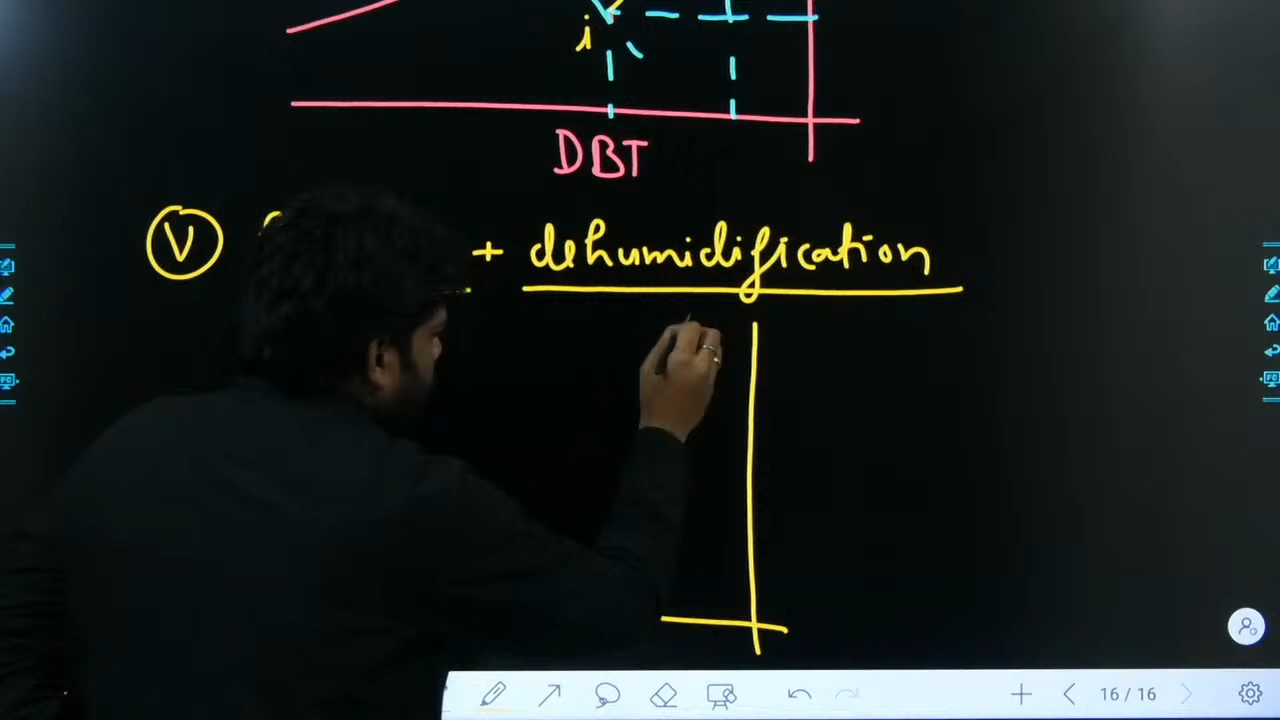 i
DBT
V + dehumidification
16 / 16